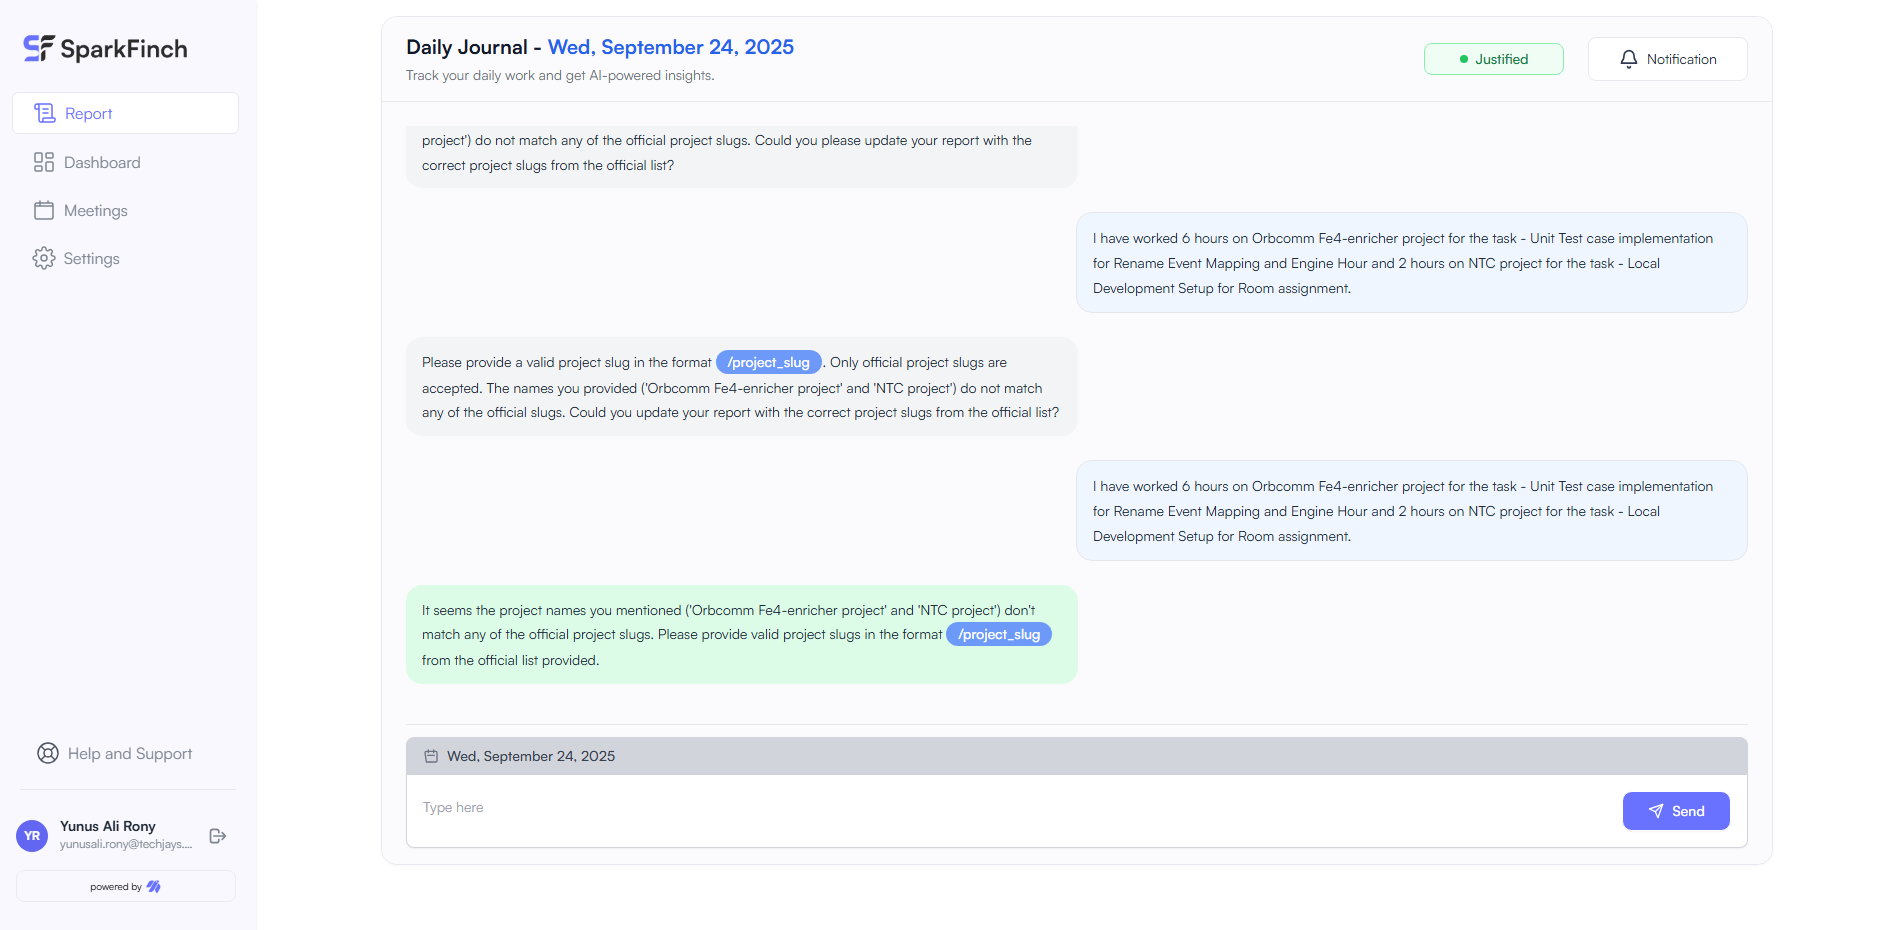 SparkFinch
Report
Dashboard
Meetings
Settings
Help and Support
YR
Yunus Ali Rony
yunusali.rony@techjays....
powered by
Daily Journal - Wed, September 24, 2025
Track your daily work and get AI-powered insights.
Justified
Notification
project') do not match any of the official project slugs. Could you please update your report with the
correct project slugs from the official list?
I have worked 6 hours on Orbcomm Fe4-enricher project for the task - Unit Test case implementation
for Rename Event Mapping and Engine Hour and 2 hours on NTC project for the task - Local
Development Setup for Room assignment.
Please provide a valid project slug in the format /project_slug . Only official project slugs are
accepted. The names you provided ('Orbcomm Fe4-enricher project' and 'NTC project') do not match
any of the official slugs. Could you update your report with the correct project slugs from the official list?
I have worked 6 hours on Orbcomm Fe4-enricher project for the task - Unit Test case implementation
for Rename Event Mapping and Engine Hour and 2 hours on NTC project for the task - Local
Development Setup for Room assignment.
It seems the project names you mentioned ('Orbcomm Fe4-enricher project' and 'NTC project') don't
match any of the official project slugs. Please provide valid project slugs in the format /project_slug
from the official list provided.
Wed, September 24, 2025
Type here
Send